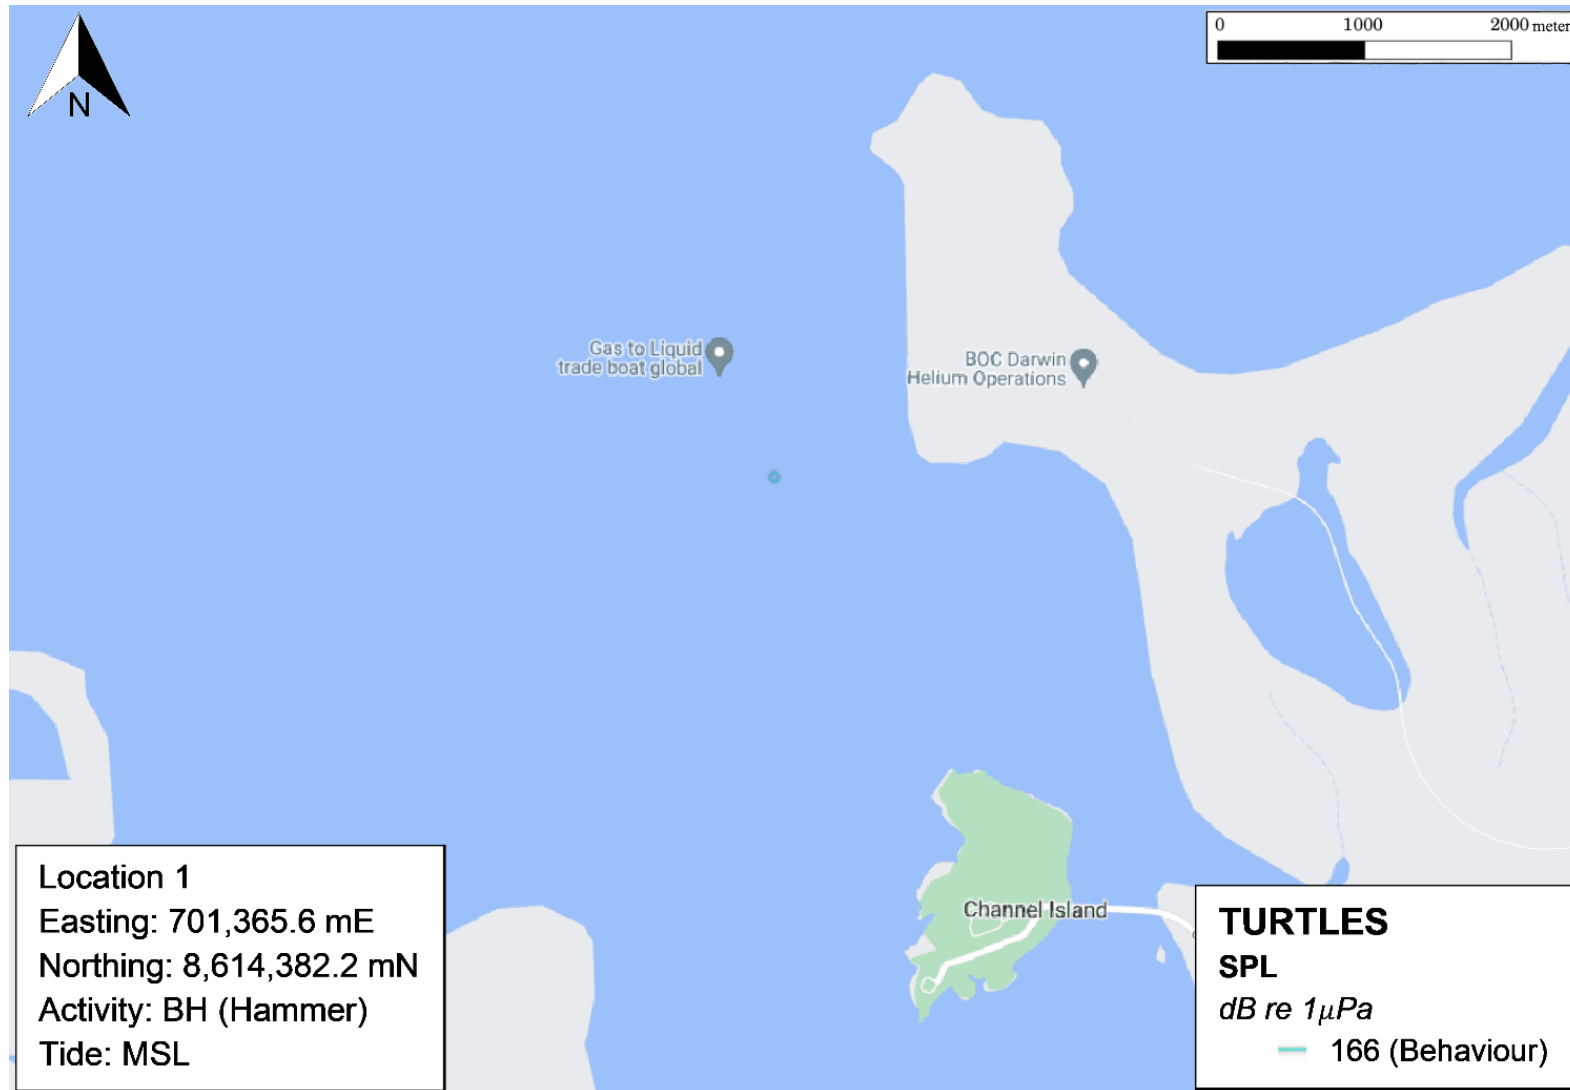 N
0 1000 2000 meter
Gas to Liquid
trade boat global
BOC Darwin
Helium Operations
Channel Island
Location 1
Easting: 701,365.6 mE
Northing: 8,614,382.2 mN
Activity: BH (Hammer)
Tide: MSL
TURTLES
SPL
dB re 1μPa
166 (Behaviour)